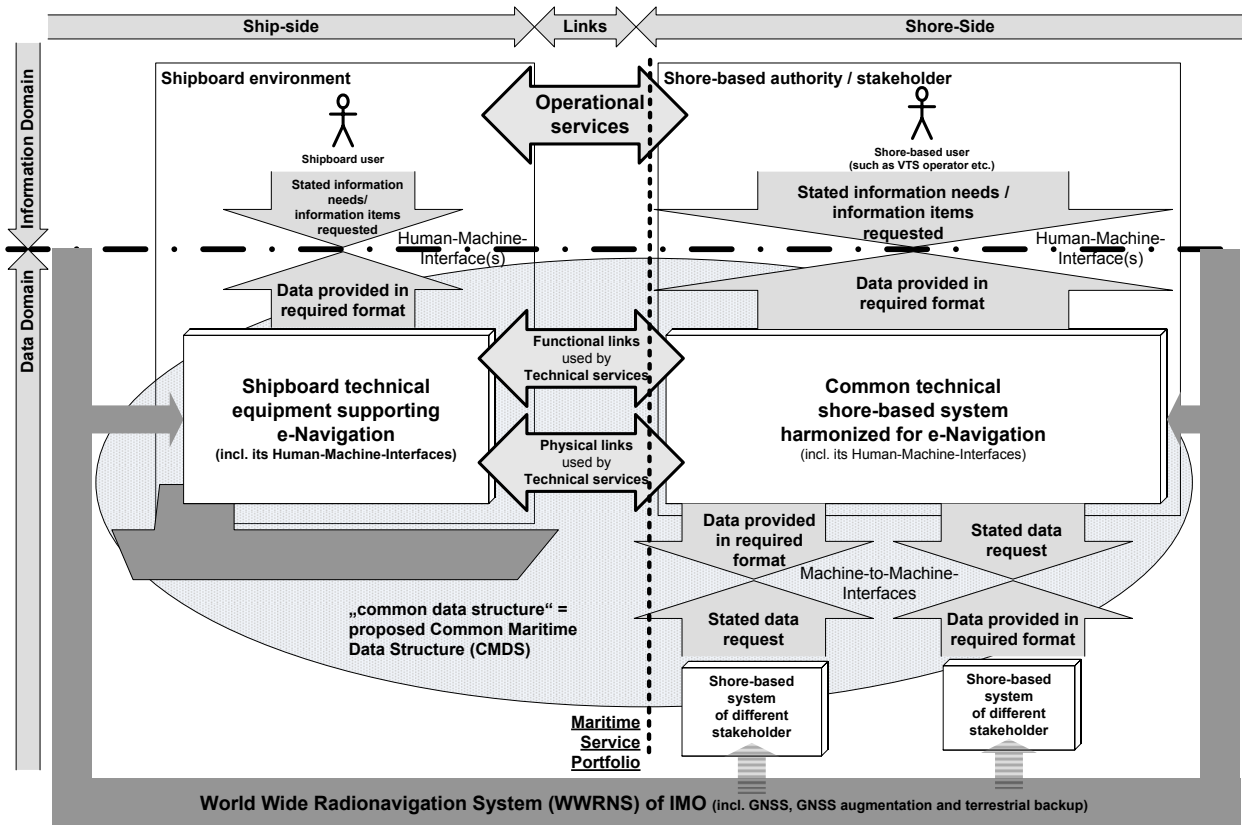 Ship-side
Links
Shore-Side
Information Domain
Data Domain
Shipboard environment
Shore-based authority / stakeholder
Operational
services
Shipboard user
Shore-based user
(such as VTS operator etc.)
Stated information
needs/
information items
requested
Stated information needs /
information items
requested
Human-Machine-
Interface(s)
Human-Machine-
Interface(s)
Data provided in
required format
Data provided in
required format
Functional links
used by
Technical services
Shipboard technical
equipment supporting
e-Navigation
(incl. its Human-Machine-Interfaces)
Common technical
shore-based system
harmonized for e-Navigation
(incl. its Human-Machine-Interfaces)
Physical links
used by
Technical services
Data provided
in required
format
Stated data
request
Machine-to-Machine-
Interfaces
„common data structure“ =
proposed Common Maritime
Data Structure (CMDS)
Stated data
request
Data provided in
required format
Shore-based
system
of different
stakeholder
Shore-based
system
of different
stakeholder
Maritime
Service
Portfolio
World Wide Radionavigation System (WWRNS) of IMO (incl. GNSS, GNSS augmentation and terrestrial backup)